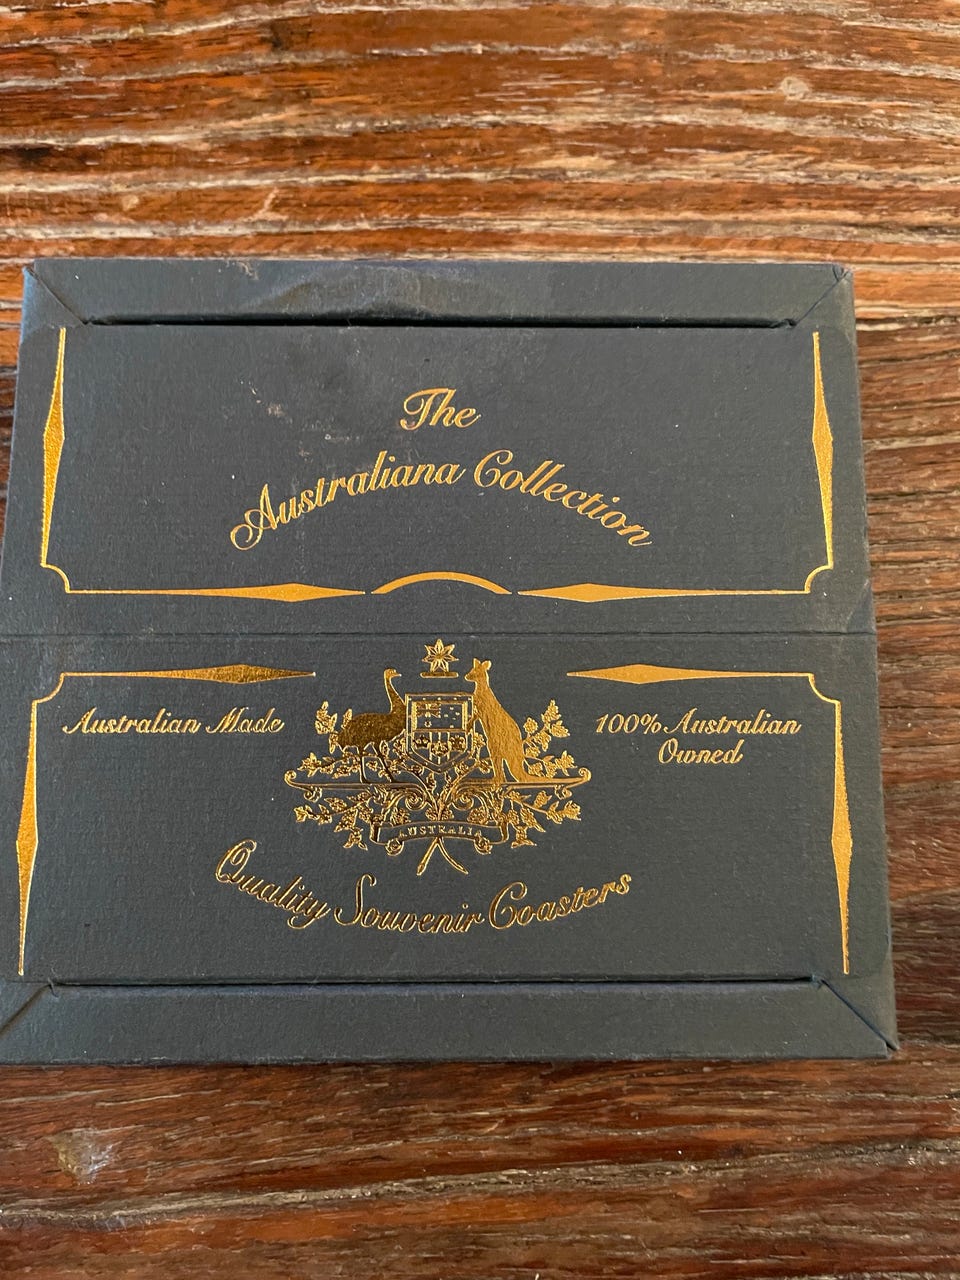 The
Australiana Collection
Australian Made
100% Australian
Owned
AUSTRALIA
Quality Souvenir Coasters